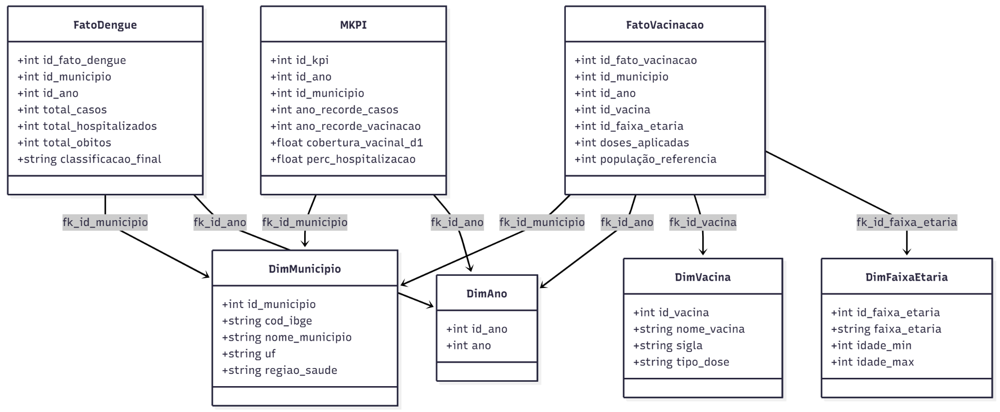 FatoDengue
+int id_fato_dengue
+int id_municipio
+int id_ano
+int total_casos
+int total_hospitalizados
+int total_obitos
+string classificacao_final
MKPI
+int id_kpi
+int id_ano
+int id_municipio
+int ano_recorde_casos
+int ano_recorde_vacinacao
+float cobertura_vacinal_d1
+float perc_hospitalizacao
FatoVacinacao
+int id_fato_vacinacao
+int id_municipio
+int id_ano
+int id_vacina
+int id_faixa_etaria
+int doses_aplicadas
+int população_referencia
fk_id_municipio
fk_id_ano
fk_id_municipio
fk_id_ano
fk_id_municipio
fk_id_ano
fk_id_vacina
fk_id_faixa_etaria
DimMunicipio
+int id_municipio
+string cod_ibge
+string nome_municipio
+string uf
+string regiao_saude
DimAno
+int id_ano
+int ano
DimVacina
+int id_vacina
+string nome_vacina
+string sigla
+string tipo_dose
DimFaixaEtaria
+int id_faixa_etaria
+string faixa_etaria
+int idade_min
+int idade_max